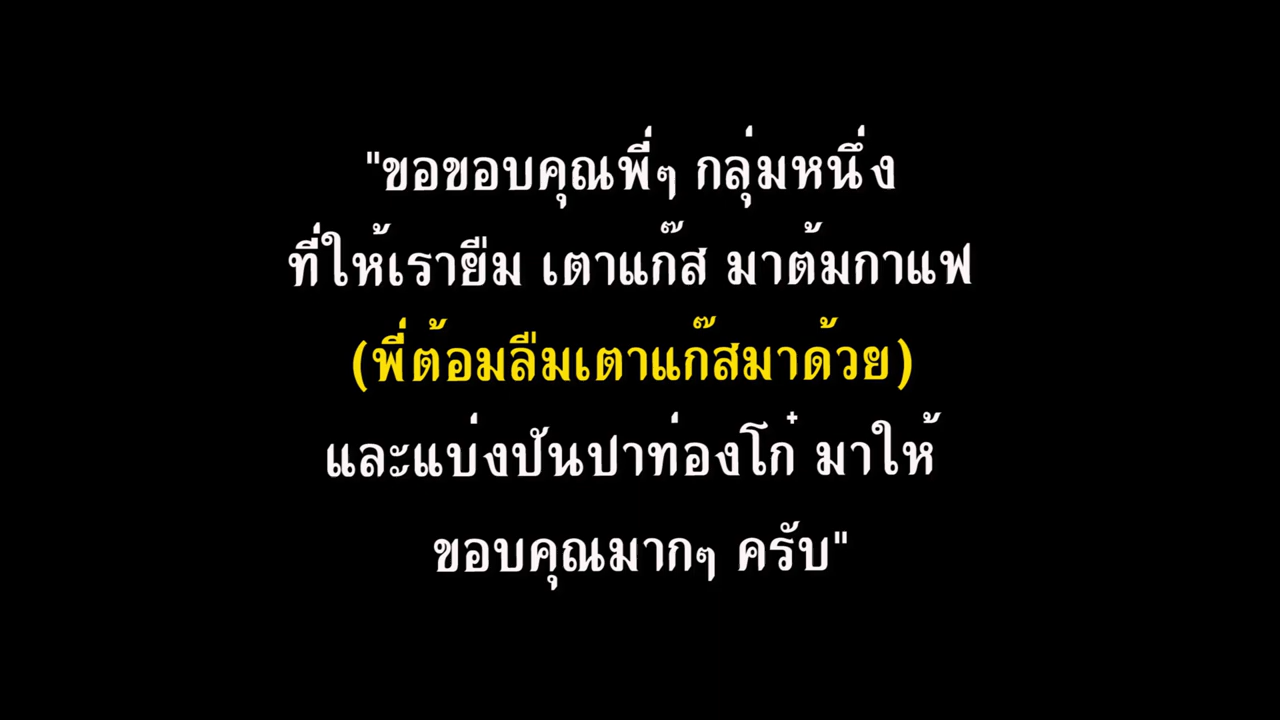 "ขอขอบคุณพี่ๆ กลุ่มหนึ่ง
ที่ให้เรายืม เตาแก๊ส มาต้มกาแฟ
(พี่ต้อมลืมเตาแก๊สมาด้วย)
และแบ่งปันปาท่องโก๋ มาให้
ขอบคุณมากๆ ครับ"